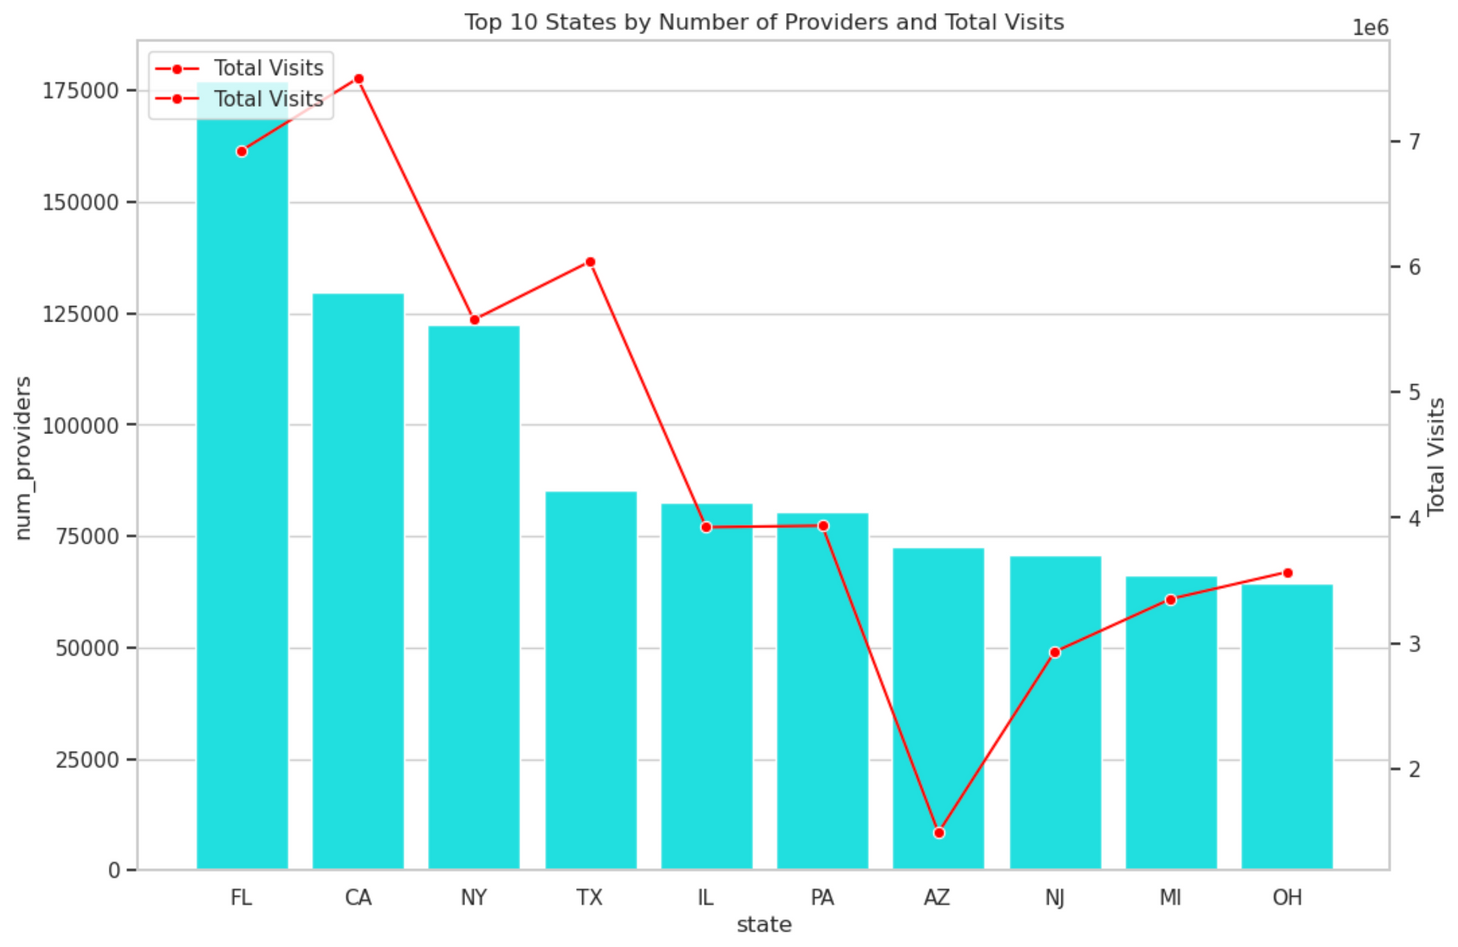 Top 10 States by Number of Providers and Total Visits
1e6
Total Visits
Total Visits
175000
150000
125000
100000
75000
50000
25000
0
num_providers
7
6
5
4
3
2
Total Visits
FL CA NY TX IL PA AZ NJ MI OH
state